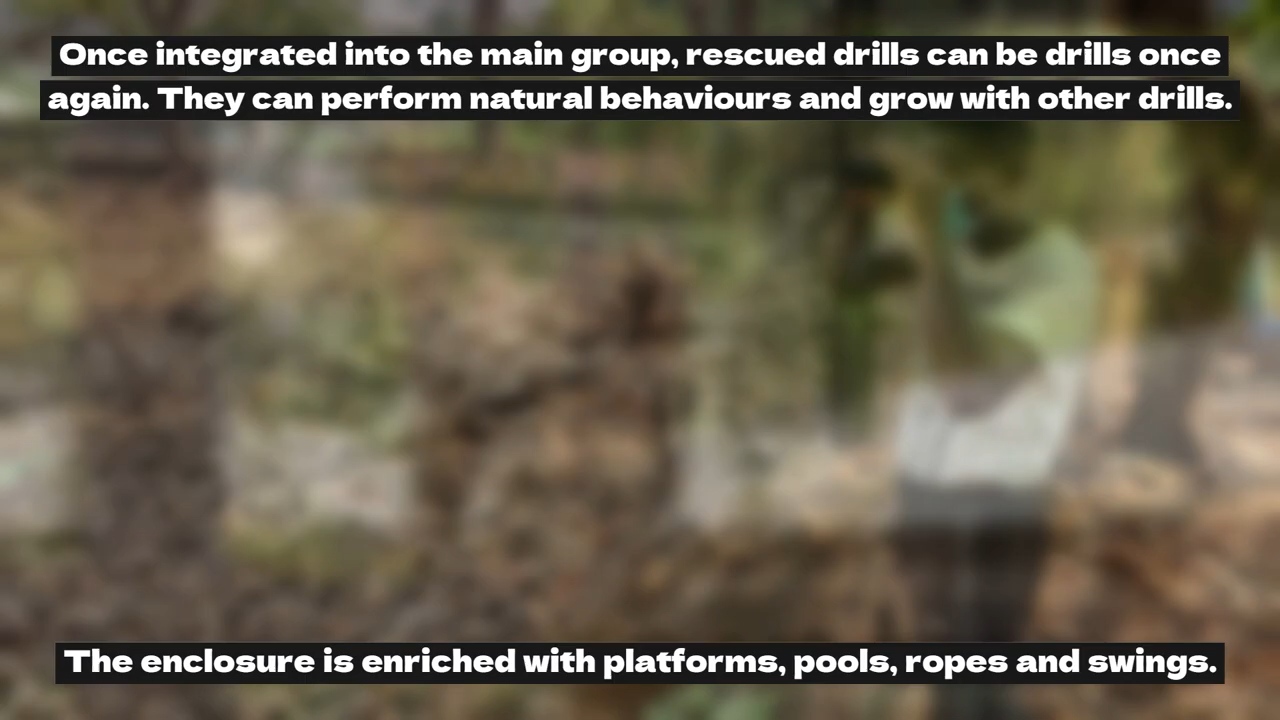 Once integrated into the main group, rescued drills can be drills once
again. They can perform natural behaviours and grow with other drills.
The enclosure is enriched with platforms, pools, ropes and swings.